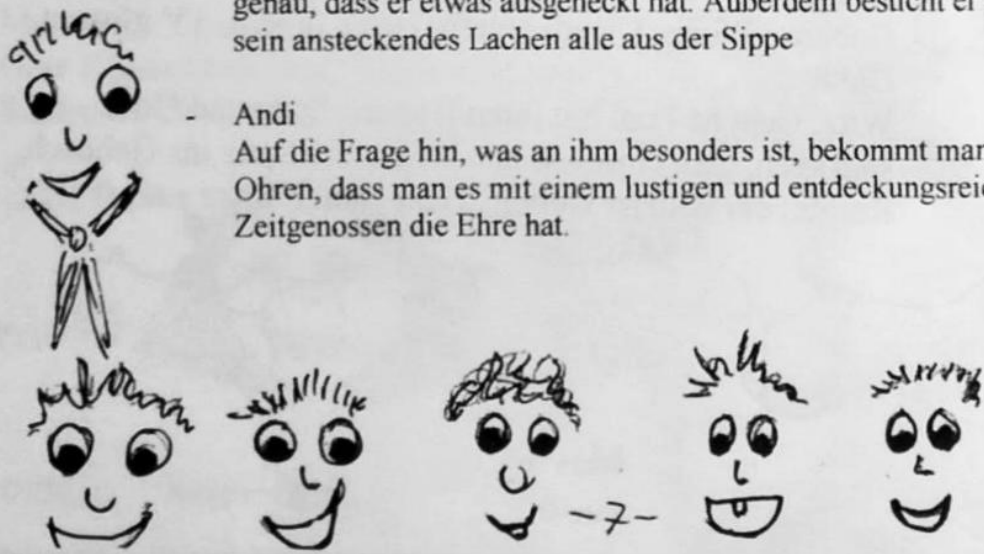 genau, dass er etwas ausgeheckt hat. Außerdem besticht er
sein ansteckendes Lachen alle aus der Sippe
- Andi
Auf die Frage hin, was an ihm besonders ist, bekommt man
Ohren, dass man es mit einem lustigen und entdeckungsreic
Zeitgenossen die Ehre hat.
-7-